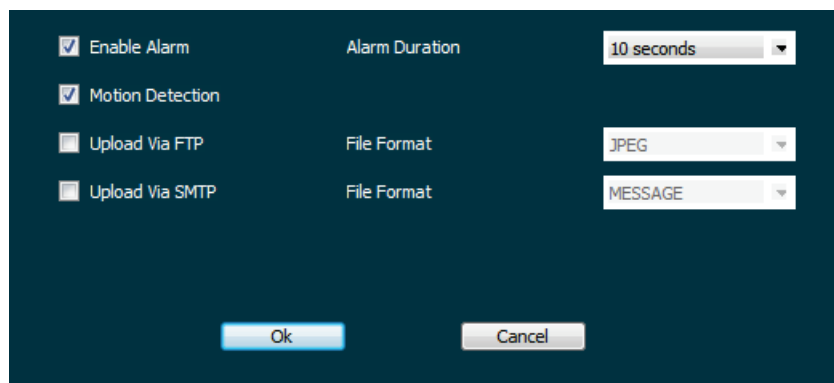 Enable Alarm Alarm Duration 10 seconds
Motion Detection
Upload Via FTP File Format JPEG
Upload Via SMTP File Format MESSAGE
Ok Cancel